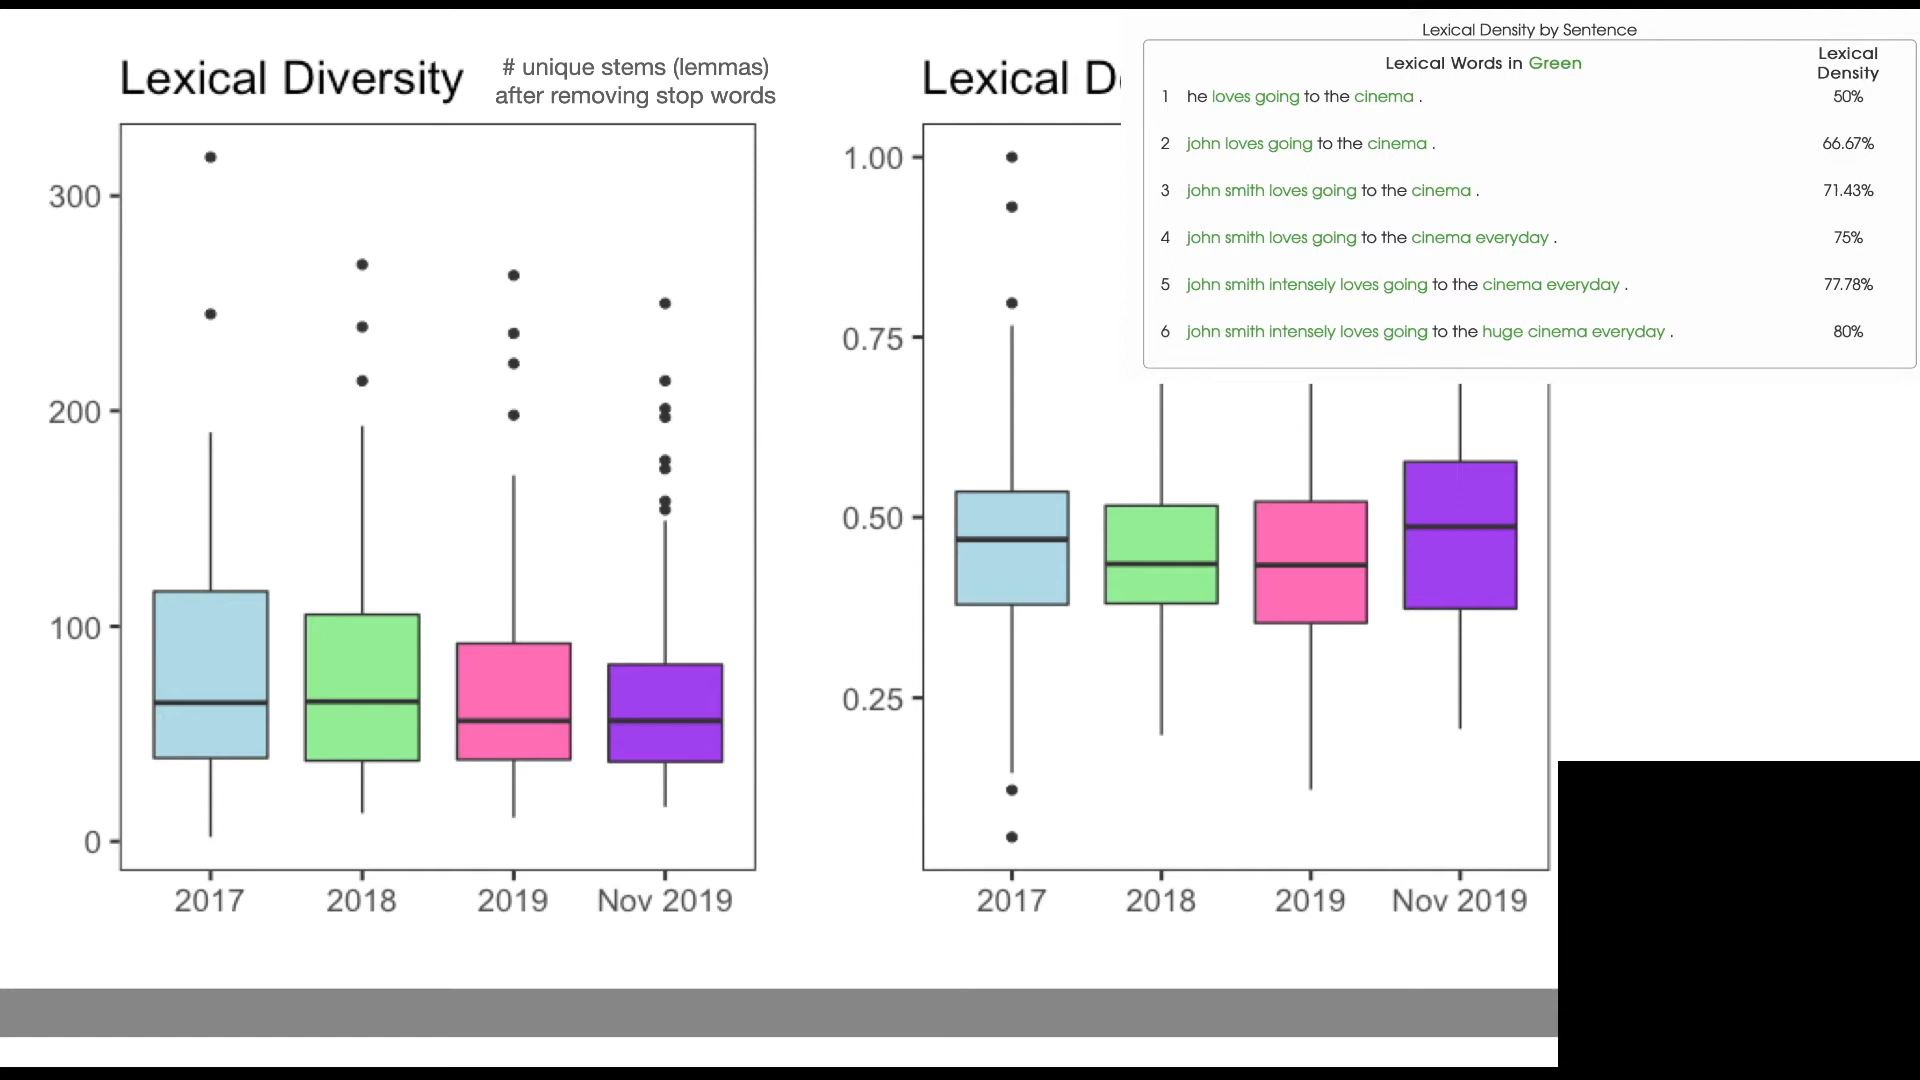 Lexical Diversity
# unique stems (lemmas)
after removing stop words
300
200
100
0
2017 2018 2019 Nov 2019
Lexical D
1.00
0.75
0.50
0.25
2017 2018 2019 Nov 2019
Lexical Density by Sentence
Lexical Words in Green
Lexical
Density
1 he loves going to the cinema . 50%
2 john loves going to the cinema . 66.67%
3 john smith loves going to the cinema . 71.43%
4 john smith loves going to the cinema everyday . 75%
5 john smith intensely loves going to the cinema everyday . 77.78%
6 john smith intensely loves going to the huge cinema everyday . 80%